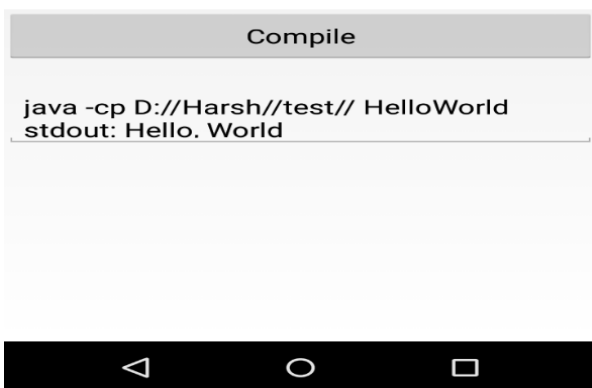 Compile
java -cp D://Harsh//test// HelloWorld
stdout: Hello, World